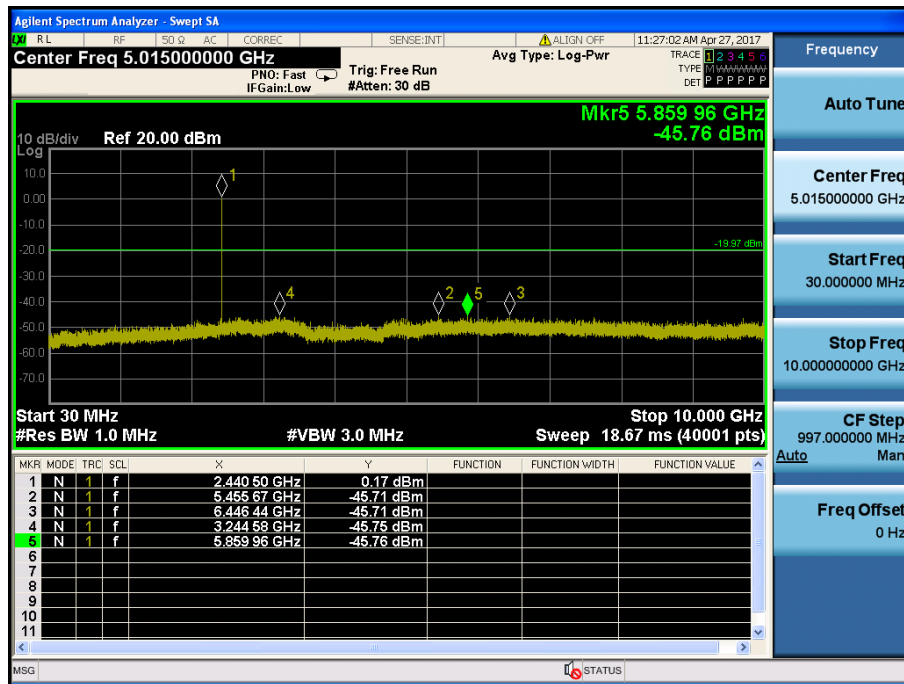 Agilent Spectrum Analyzer - Swept SA
LXI RL RF 50 Ω AC CORREC SENSE:INT ALIGN OFF 11:27:02 AM Apr 27, 2017
Center Freq 5.015000000 GHz
PNO: Fast
IFGain:Low
Trig: Free Run
#Atten: 30 dB
Avg Type: Log-Pwr
TRACE 1 2 3 4 5 6
TYPE MWWWWW
DET P P P P P P
Mkr5 5.859 96 GHz
-45.76 dBm
10 dB/div Ref 20.00 dBm
Log
10.0
0.00
-10.0
-20.0
-30.0
-40.0
-50.0
-60.0
-70.0
1
-19.97 dBm
4
2
5
3
Start 30 MHz Stop 10.000 GHz
#Res BW 1.0 MHz #VBW 3.0 MHz Sweep 18.67 ms (40001 pts)
MKR MODE TRC SCL X Y FUNCTION FUNCTION WIDTH FUNCTION VALUE
1 N 1 f 2.440 50 GHz 0.17 dBm
2 N 1 f 5.455 67 GHz -45.71 dBm
3 N 1 f 6.446 44 GHz -45.71 dBm
4 N 1 f 3.244 58 GHz -45.75 dBm
5 N 1 f 5.859 96 GHz -45.76 dBm
6
7
8
9
10
11
MSG STATUS
Frequency
Auto Tune
Center Freq
5.015000000 GHz
Start Freq
30.000000 MHz
Stop Freq
10.000000000 GHz
CF Step
997.000000 MHz
Auto Man
Freq Offset
0 Hz